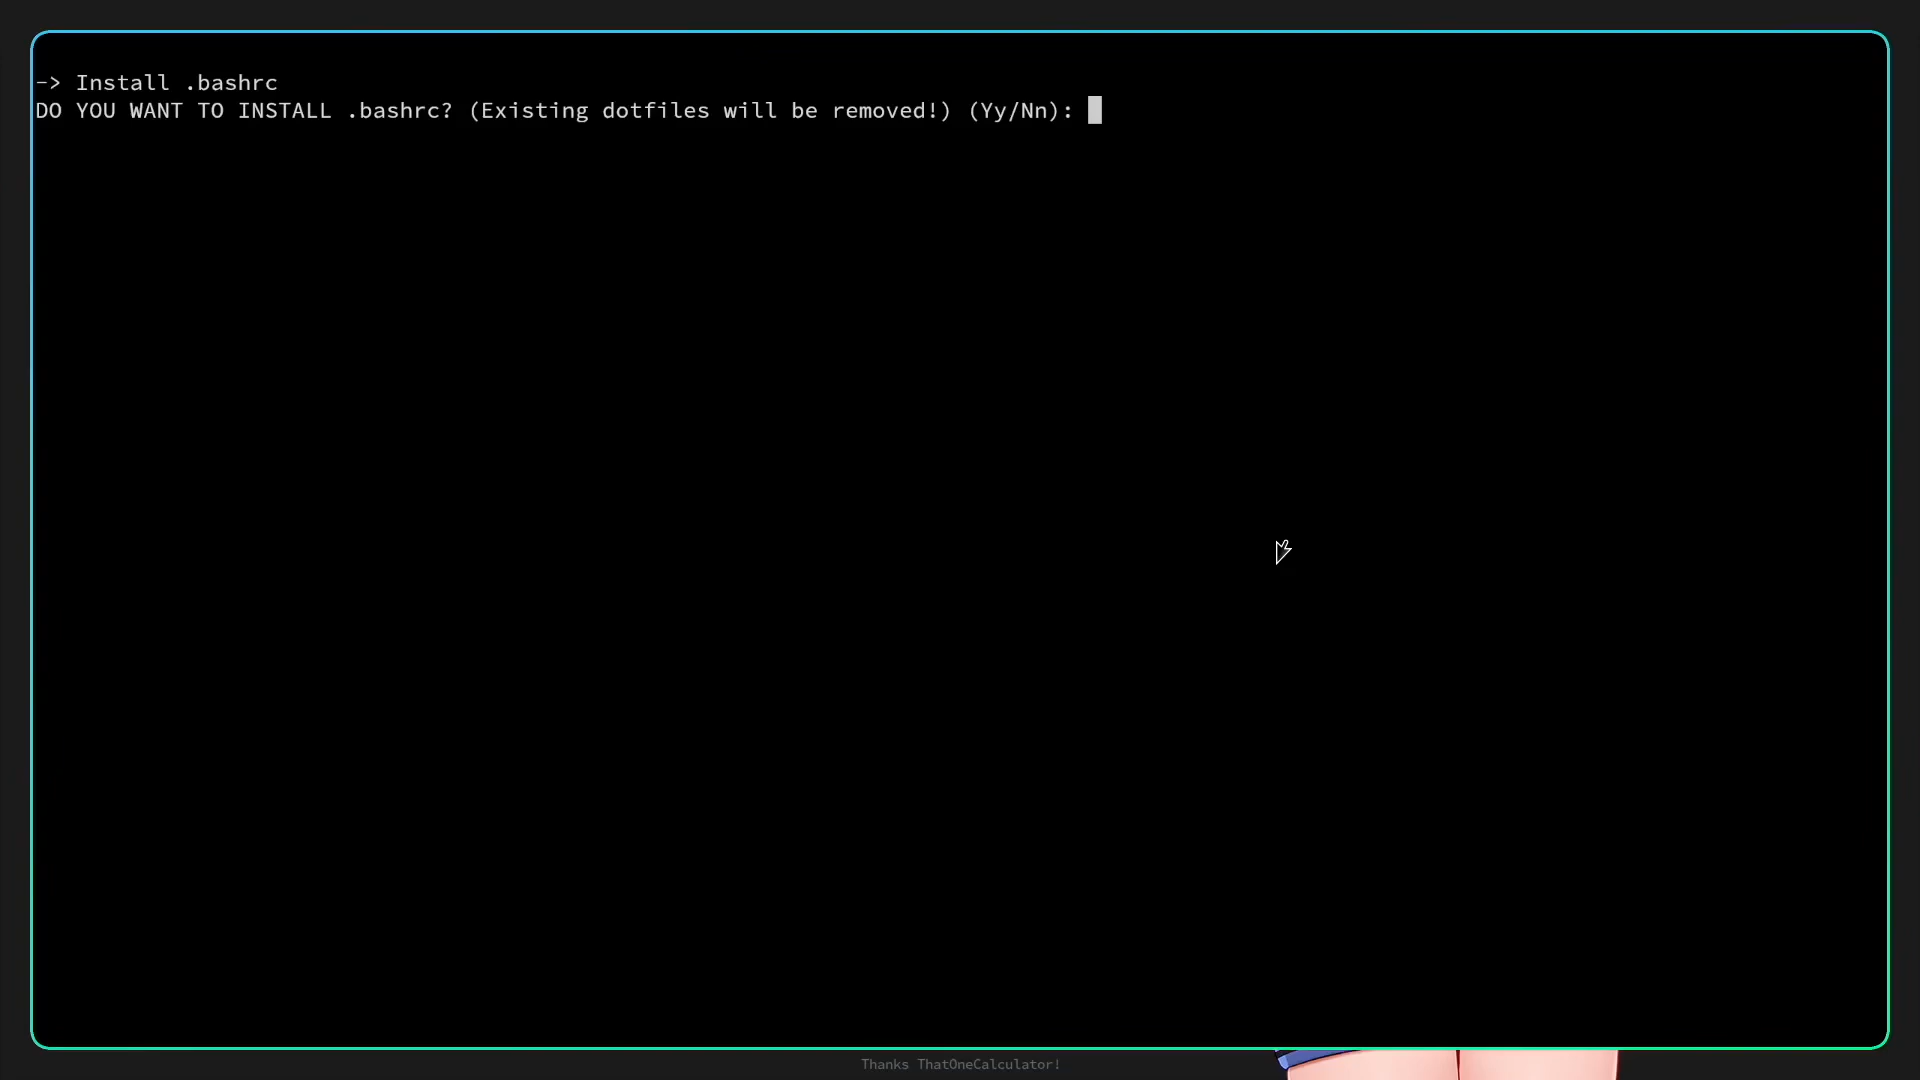 -> Install .bashrc
DO YOU WANT TO INSTALL .bashrc? (Existing dotfiles will be removed!) (Yy/Nn):
Thanks ThatOneCalculator!